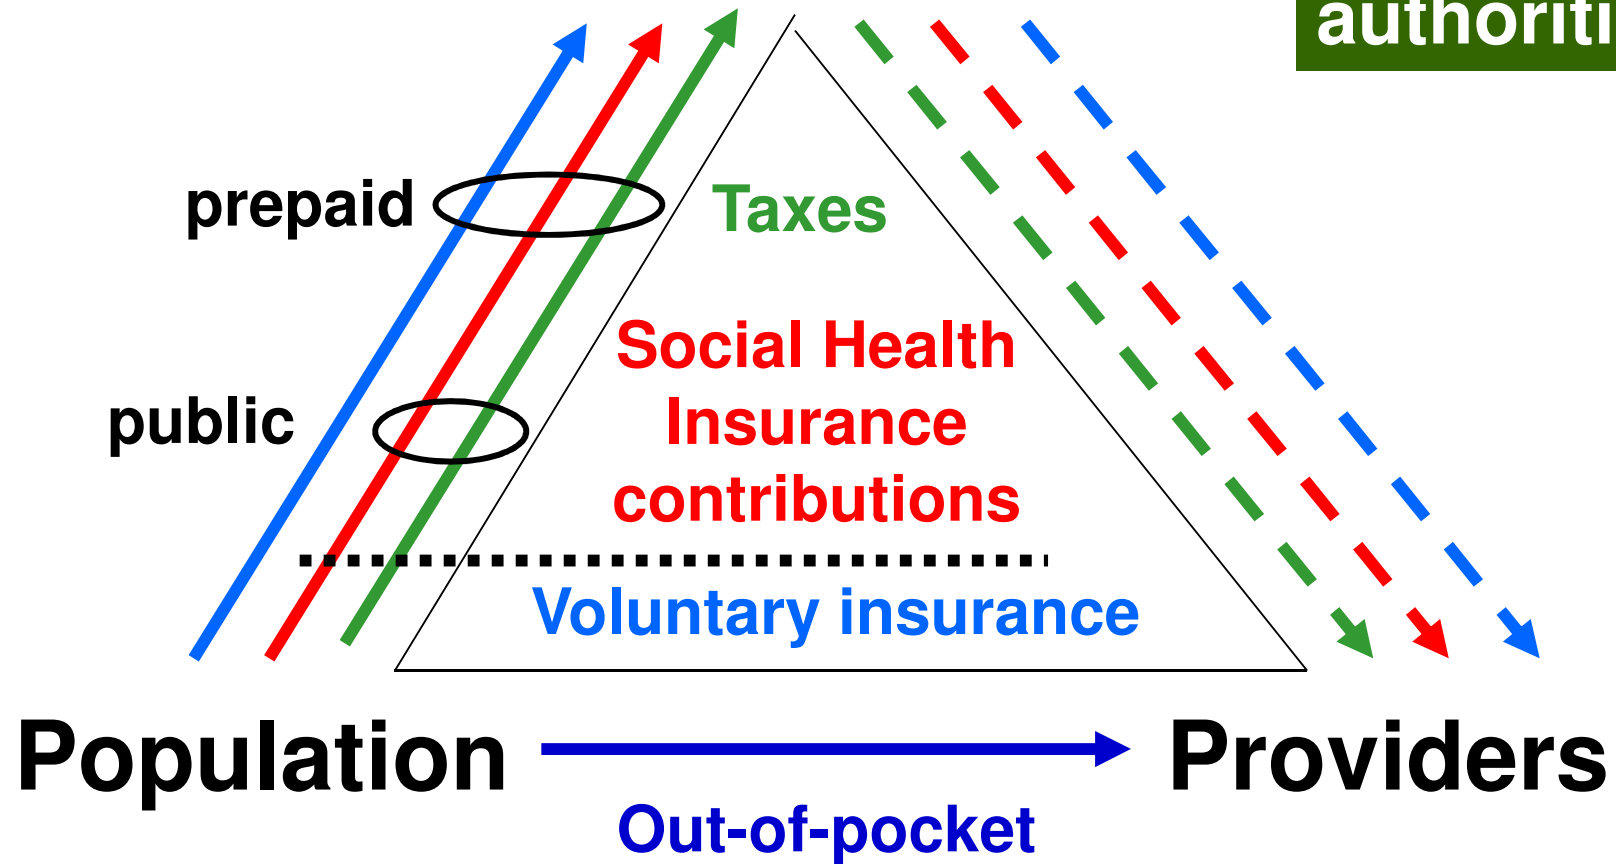 authoriti
prepaid
Taxes
Social Health
Insurance
contributions
public
Voluntary insurance
Population
Providers
Out-of-pocket